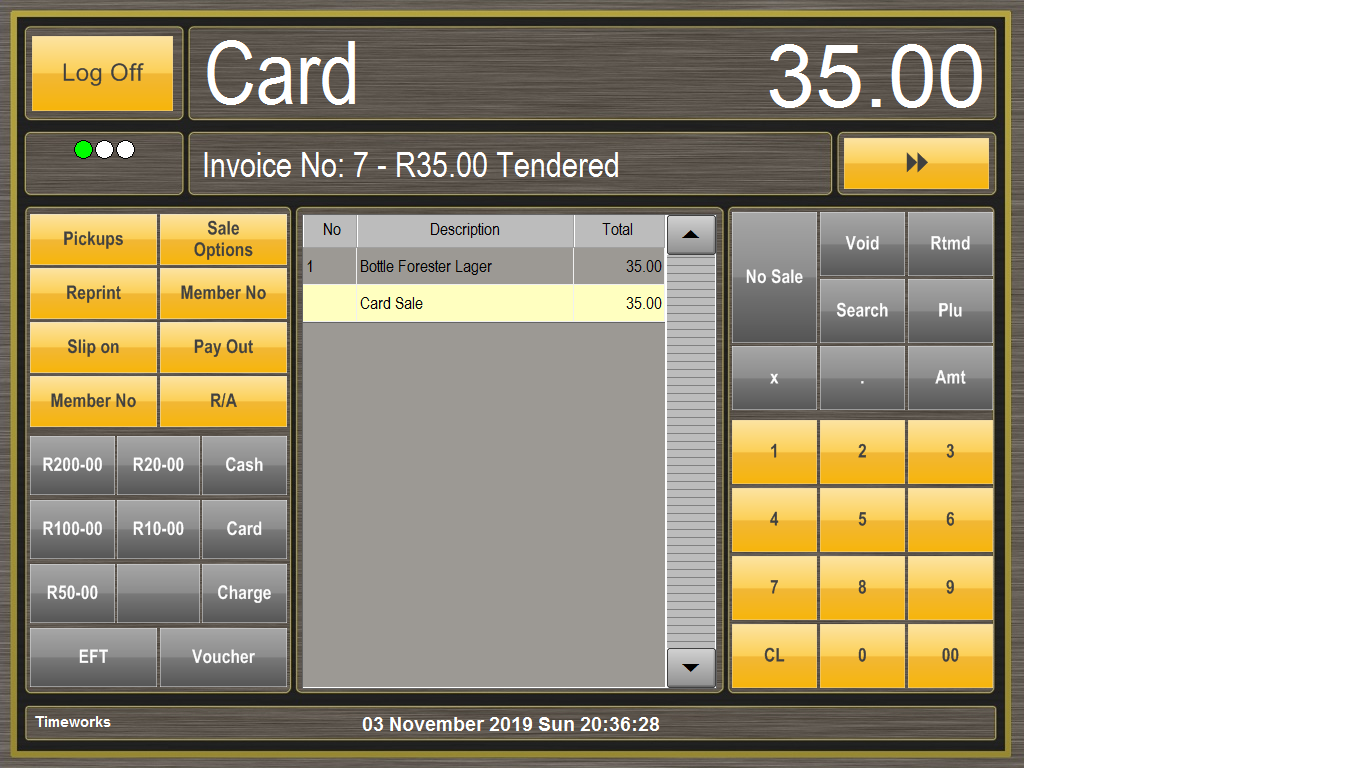 Log Off
Card 35.00
Invoice No: 7 - R35.00 Tendered
Pickups
Sale
Options
Reprint
Member No
Slip on
Pay Out
Member No
R/A
R200-00
R20-00
Cash
R100-00
R10-00
Card
R50-00
Charge
EFT
Voucher
No Description Total
1 Bottle Forester Lager 35.00
Card Sale 35.00
No Sale
Void
Rtmd
Search
Plu
x
.
Amt
1
2
3
4
5
6
7
8
9
CL
0
00
Timeworks
03 November 2019 Sun 20:36:28